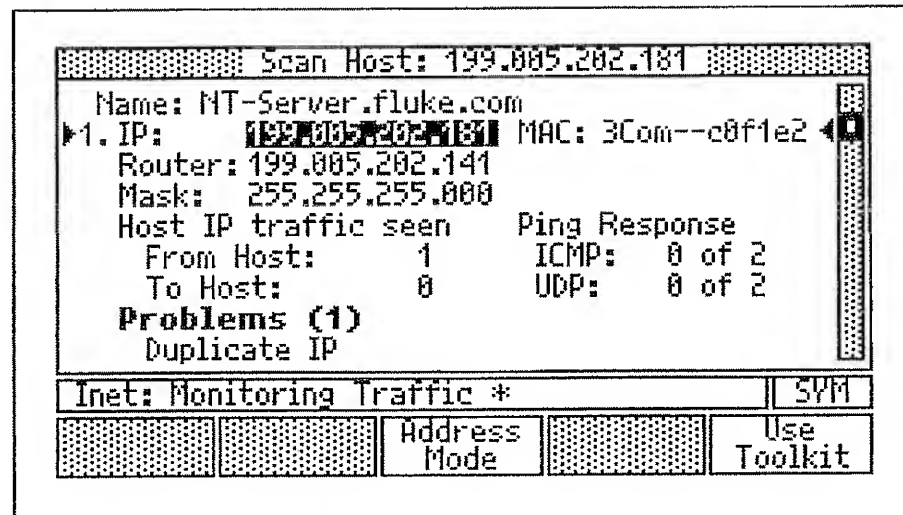 Scan Host: 199.005.202.181
Name: NT-Server.fluke.com
1. IP: 199.005.202.181 MAC: 3Com--c0f1e2
Router: 199.005.202.141
Mask: 255.255.255.000
Host IP traffic seen Ping Response
From Host: 1 ICMP: 0 of 2
To Host: 0 UDP: 0 of 2
Problems (1)
Duplicate IP
Inet: Monitoring Traffic * SYM
Address Mode
Use Toolkit